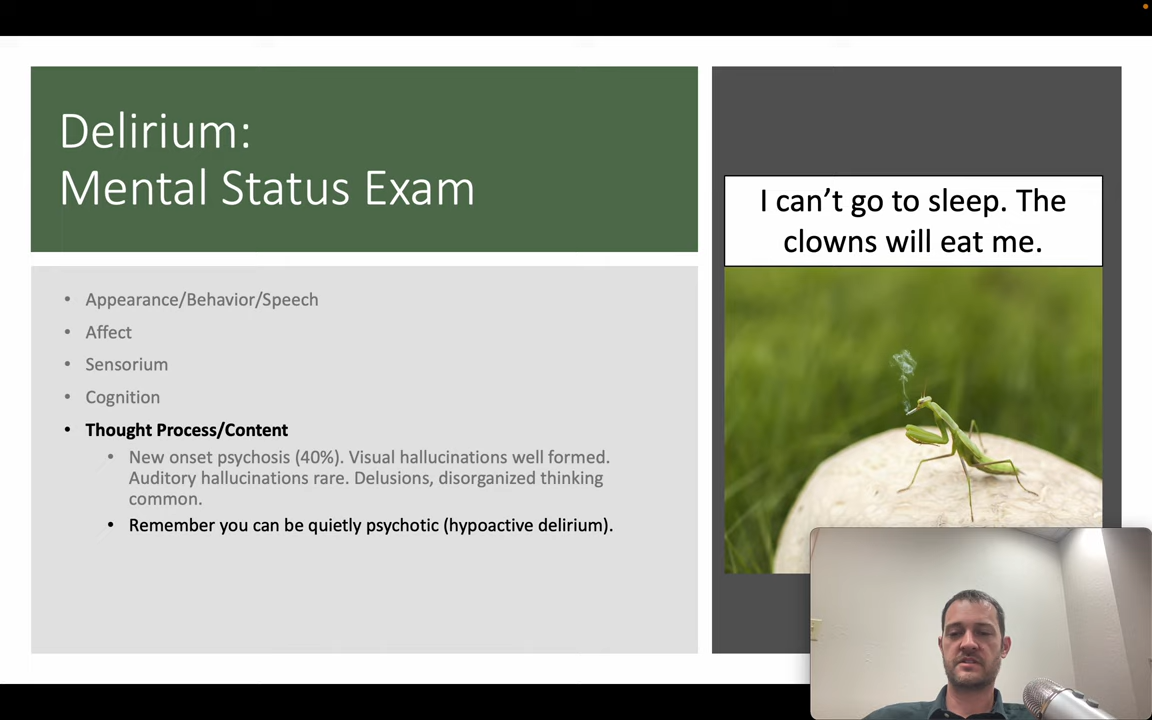 Delirium:
Mental Status Exam
• Appearance/Behavior/Speech
• Affect
• Sensorium
• Cognition
• Thought Process/Content
• New onset psychosis (40%). Visual hallucinations well formed.
Auditory hallucinations rare. Delusions, disorganized thinking
common.
• Remember you can be quietly psychotic (hypoactive delirium).
I can’t go to sleep. The
clowns will eat me.